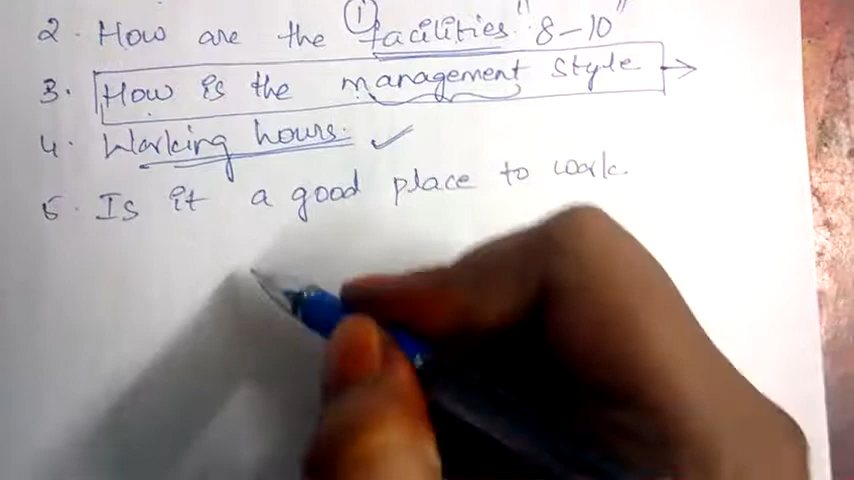 2. How are the ① facilities. "8-10"
3. How is the management Style →
4. Working hours. ✓
5. Is it a good place to work